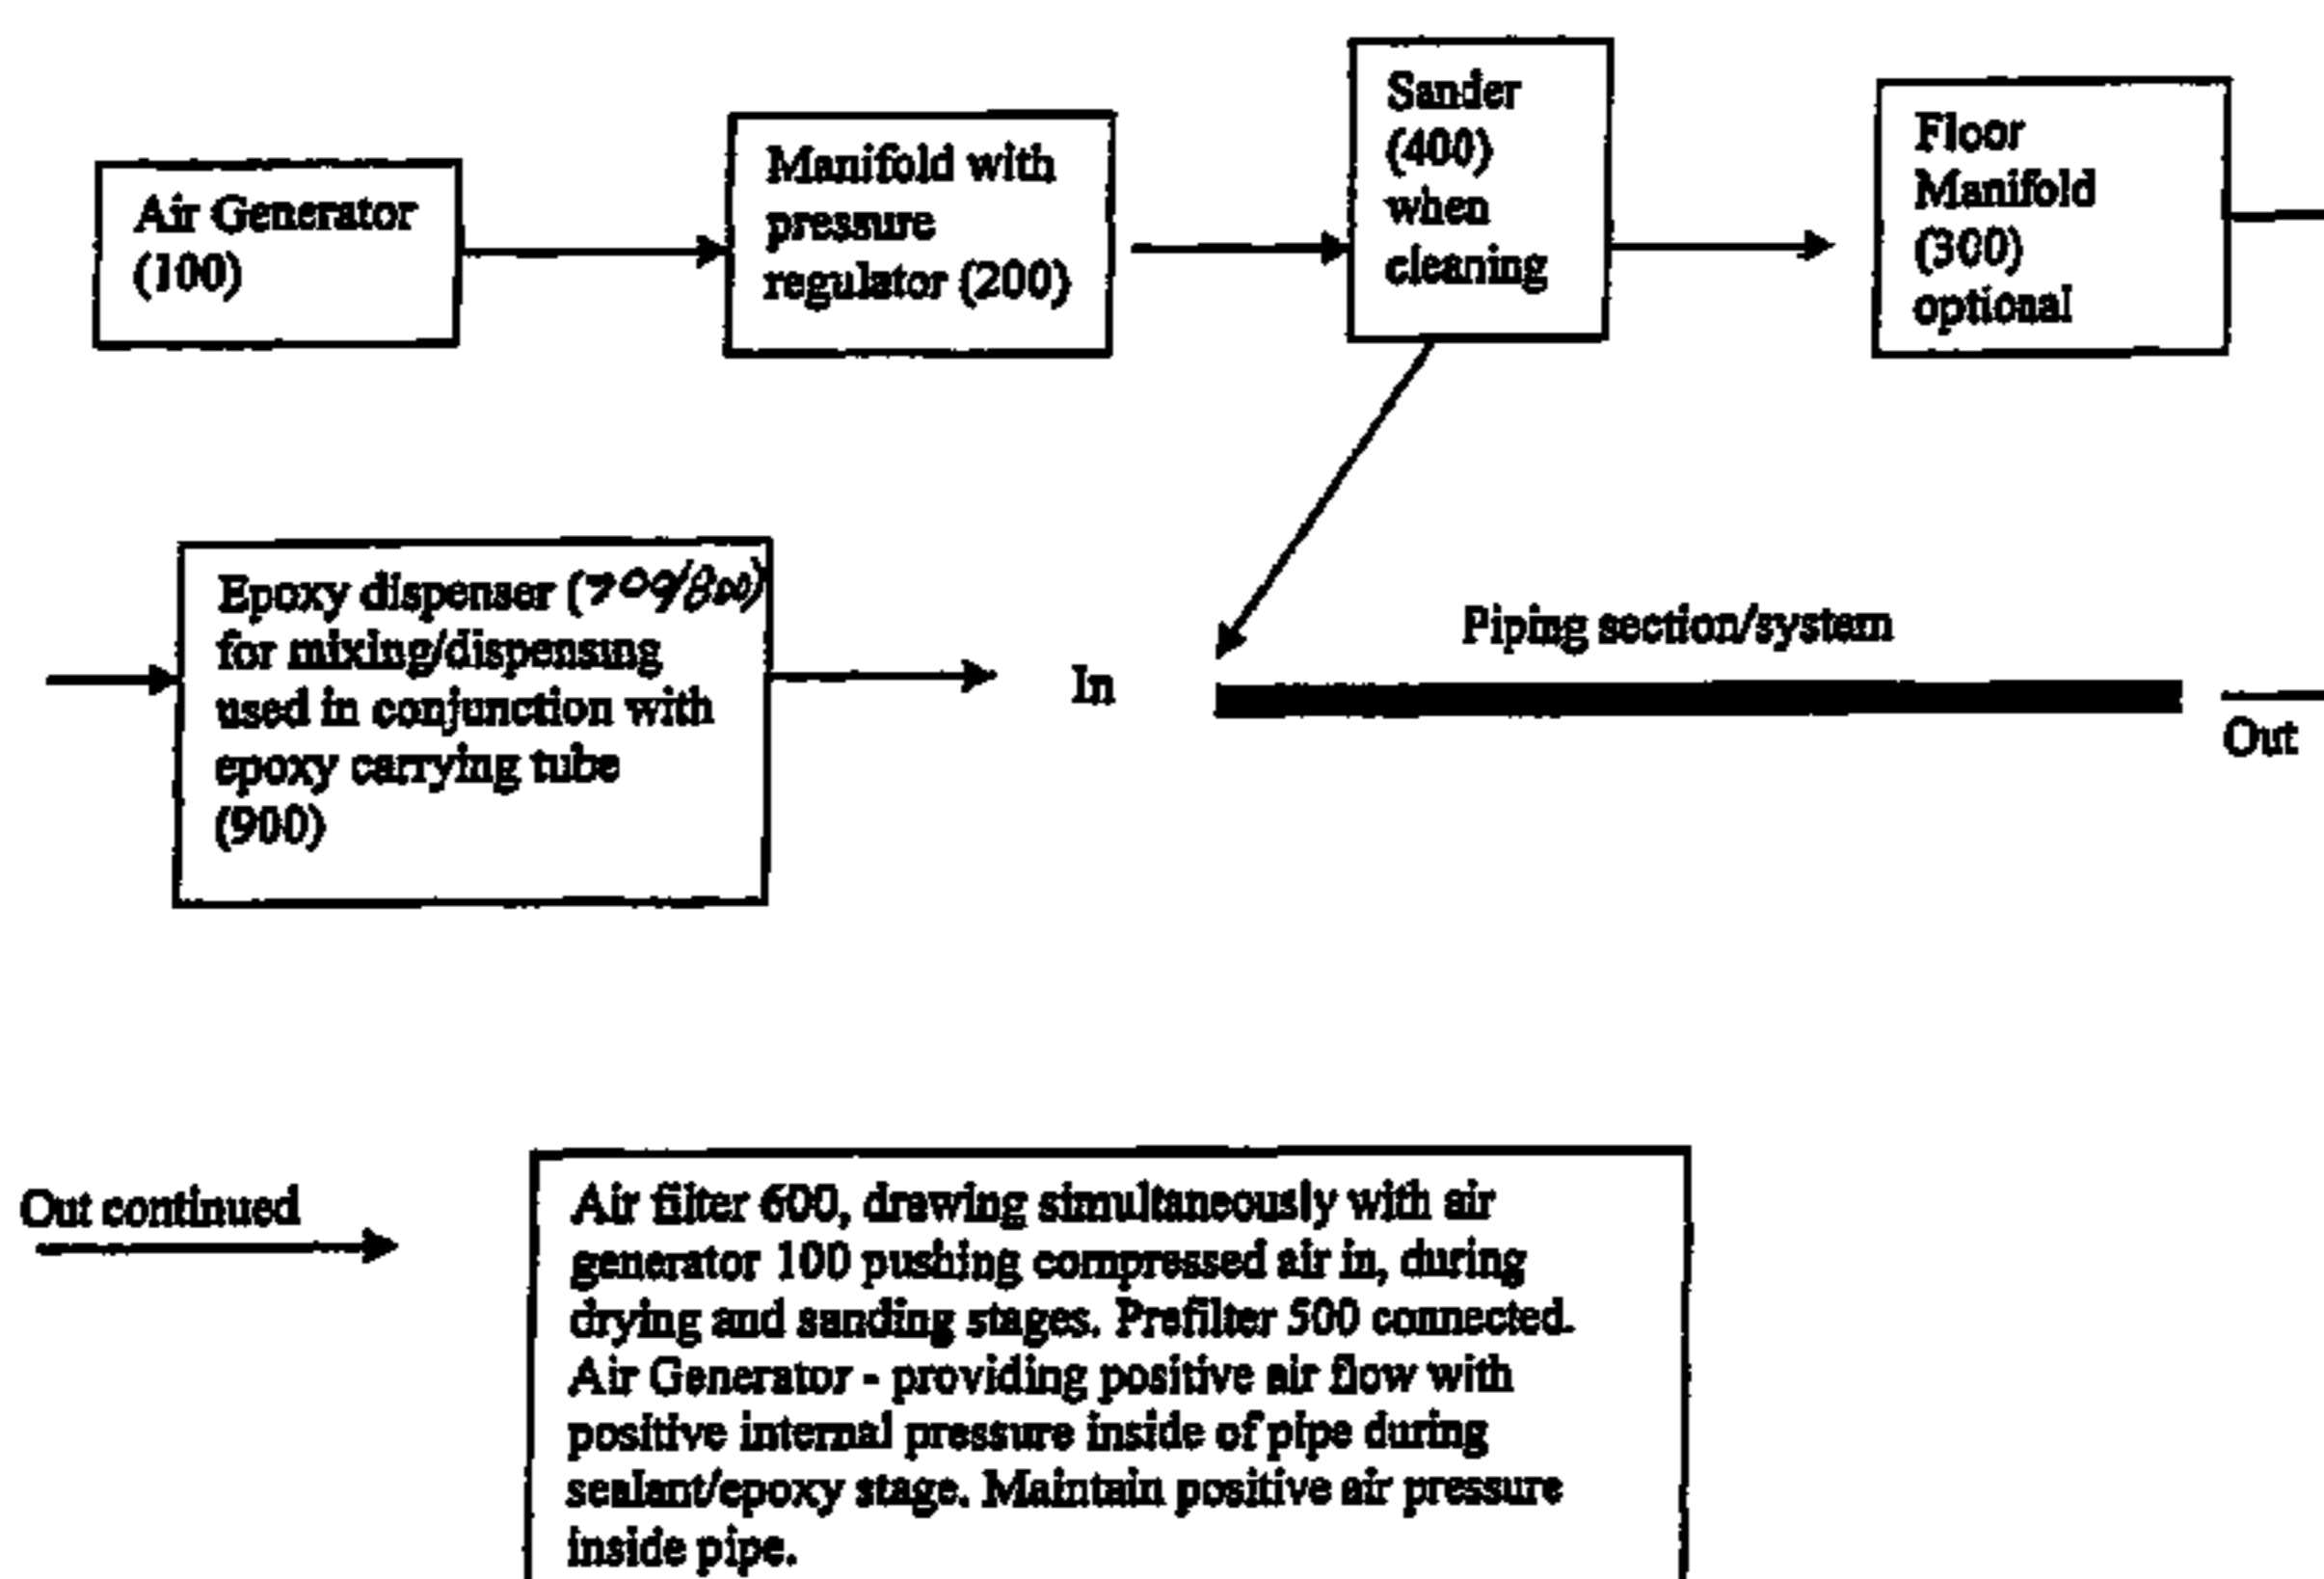 Air Generator
(100)
Manifold with
pressure
regulator (200)
Sander
(400)
when
cleaning
Floor
Manifold
(300)
optional
Epoxy dispenser (700/800)
for mixing/dispensing
used in conjunction with
epoxy carrying tube
(900)
In
Piping section/system
Out
Out continued
Air filter 600, drawing simultaneously with air
generator 100 pushing compressed air in, during
drying and sanding stages. Prefilter 500 connected.
Air Generator - providing positive air flow with
positive internal pressure inside of pipe during
sealant/epoxy stage. Maintain positive air pressure
inside pipe.